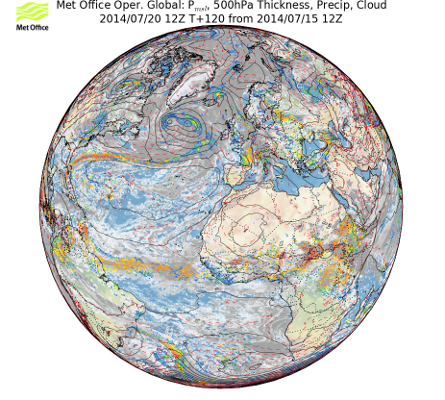 Met Office Oper. Global: Pmsl, 500hPa Thickness, Precip, Cloud
2014/07/20 12Z T+120 from 2014/07/15 12Z
Met Office